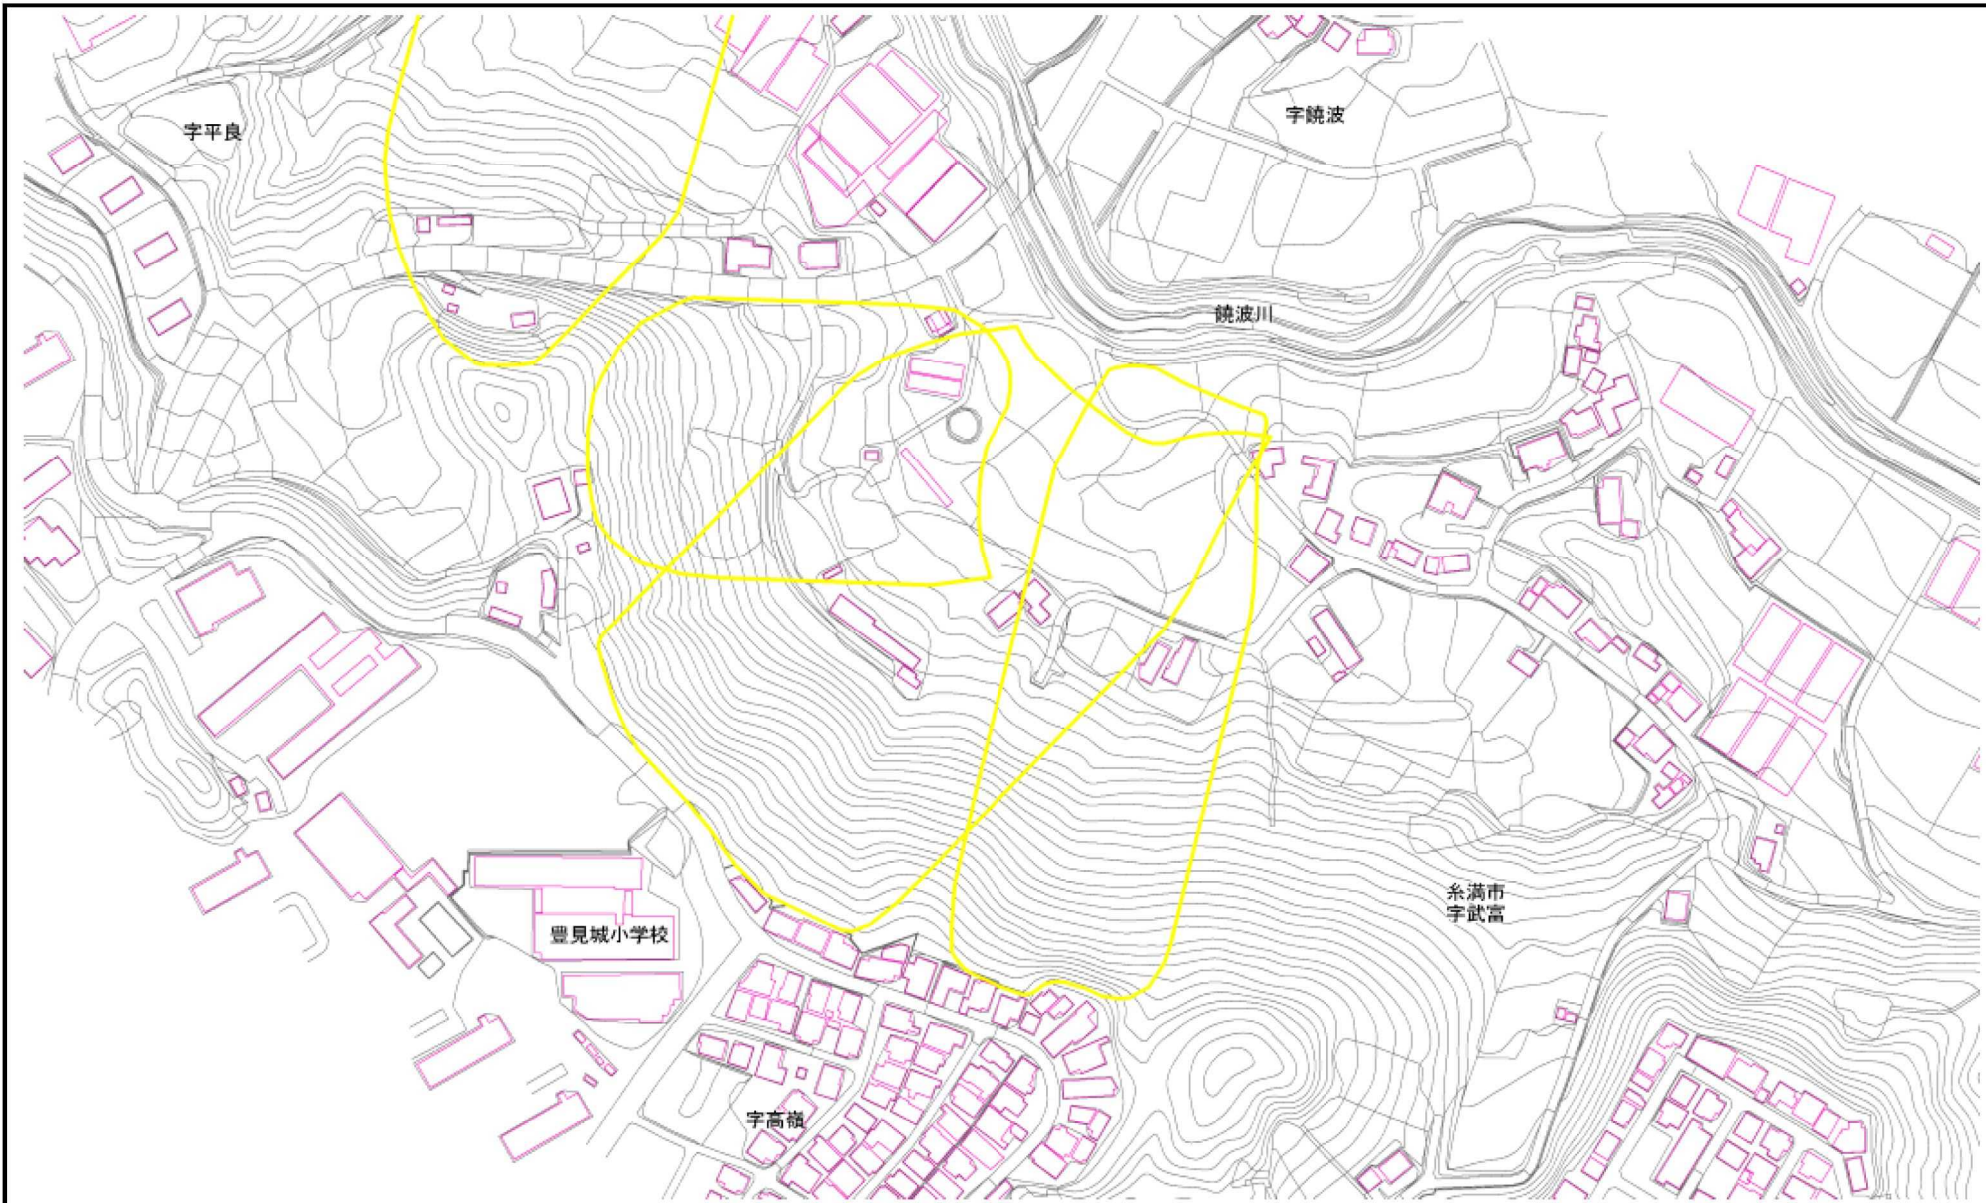 字饒波
字平良
饒波川
糸満市
字武富
豊見城小学校
字高嶺